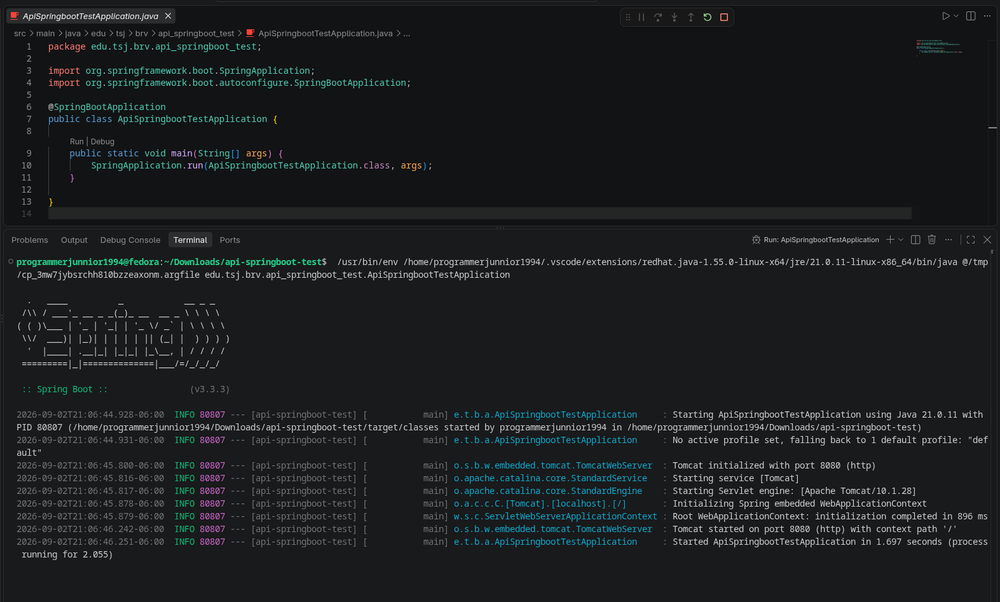 ApiSpringbootTestApplication.java
src > main > java > edu > tsj > brv > api_springboot_test > ApiSpringbootTestApplication.java > ...
1 package edu.tsj.brv.api_springboot_test;
2
3 import org.springframework.boot.SpringApplication;
4 import org.springframework.boot.autoconfigure.SpringBootApplication;
5
6 @SpringBootApplication
7 public class ApiSpringbootTestApplication {
8
Run | Debug
9 public static void main(String[] args) {
10 SpringApplication.run(ApiSpringbootTestApplication.class, args);
11 }
12
13 }
14
Problems Output Debug Console Terminal Ports Run: ApiSpringbootTestApplication
programmerjunnior1994@fedora:~/Downloads/api-springboot-test$ /usr/bin/env /home/programmerjunnior1994/.vscode/extensions/redhat.java-1.55.0-linux-x64/jre/21.0.11-linux-x86_64/bin/java @/tmp
/cp_3mw7jybsrchh810bzzeaxonm.argfile edu.tsj.brv.api_springboot_test.ApiSpringbootTestApplication
  .   ____          _            __ _ _
 /\\ / ___'_ __ _ _(_)_ __  __ _ \ \ \ \
( ( )\___ | '_ | '_| | '_ \/ _` | \ \ \ \
 \\/  ___)| |_)| | | | | || (_| |  ) ) ) )
  '  |____| .__|_| |_|_| |_\__, | / / / /
 =========|_|==============|___/=/_/_/_/
:: Spring Boot :: (v3.3.3)
2026-09-02T21:06:44.928-06:00 INFO 80807 --- [api-springboot-test] [ main] e.t.b.a.ApiSpringbootTestApplication : Starting ApiSpringbootTestApplication using Java 21.0.11 with
PID 80807 (/home/programmerjunnior1994/Downloads/api-springboot-test/target/classes started by programmerjunnior1994 in /home/programmerjunnior1994/Downloads/api-springboot-test)
2026-09-02T21:06:44.931-06:00 INFO 80807 --- [api-springboot-test] [ main] e.t.b.a.ApiSpringbootTestApplication : No active profile set, falling back to 1 default profile: "def
ault"
2026-09-02T21:06:45.800-06:00 INFO 80807 --- [api-springboot-test] [ main] o.s.b.w.embedded.tomcat.TomcatWebServer : Tomcat initialized with port 8080 (http)
2026-09-02T21:06:45.816-06:00 INFO 80807 --- [api-springboot-test] [ main] o.apache.catalina.core.StandardService : Starting service [Tomcat]
2026-09-02T21:06:45.817-06:00 INFO 80807 --- [api-springboot-test] [ main] o.apache.catalina.core.StandardEngine : Starting Servlet engine: [Apache Tomcat/10.1.28]
2026-09-02T21:06:45.878-06:00 INFO 80807 --- [api-springboot-test] [ main] o.a.c.c.C.[Tomcat].[localhost].[/] : Initializing Spring embedded WebApplicationContext
2026-09-02T21:06:45.879-06:00 INFO 80807 --- [api-springboot-test] [ main] w.s.c.ServletWebServerApplicationContext : Root WebApplicationContext: initialization completed in 896 ms
2026-09-02T21:06:46.242-06:00 INFO 80807 --- [api-springboot-test] [ main] o.s.b.w.embedded.tomcat.TomcatWebServer : Tomcat started on port 8080 (http) with context path '/'
2026-09-02T21:06:46.251-06:00 INFO 80807 --- [api-springboot-test] [ main] e.t.b.a.ApiSpringbootTestApplication : Started ApiSpringbootTestApplication in 1.697 seconds (process
running for 2.055)